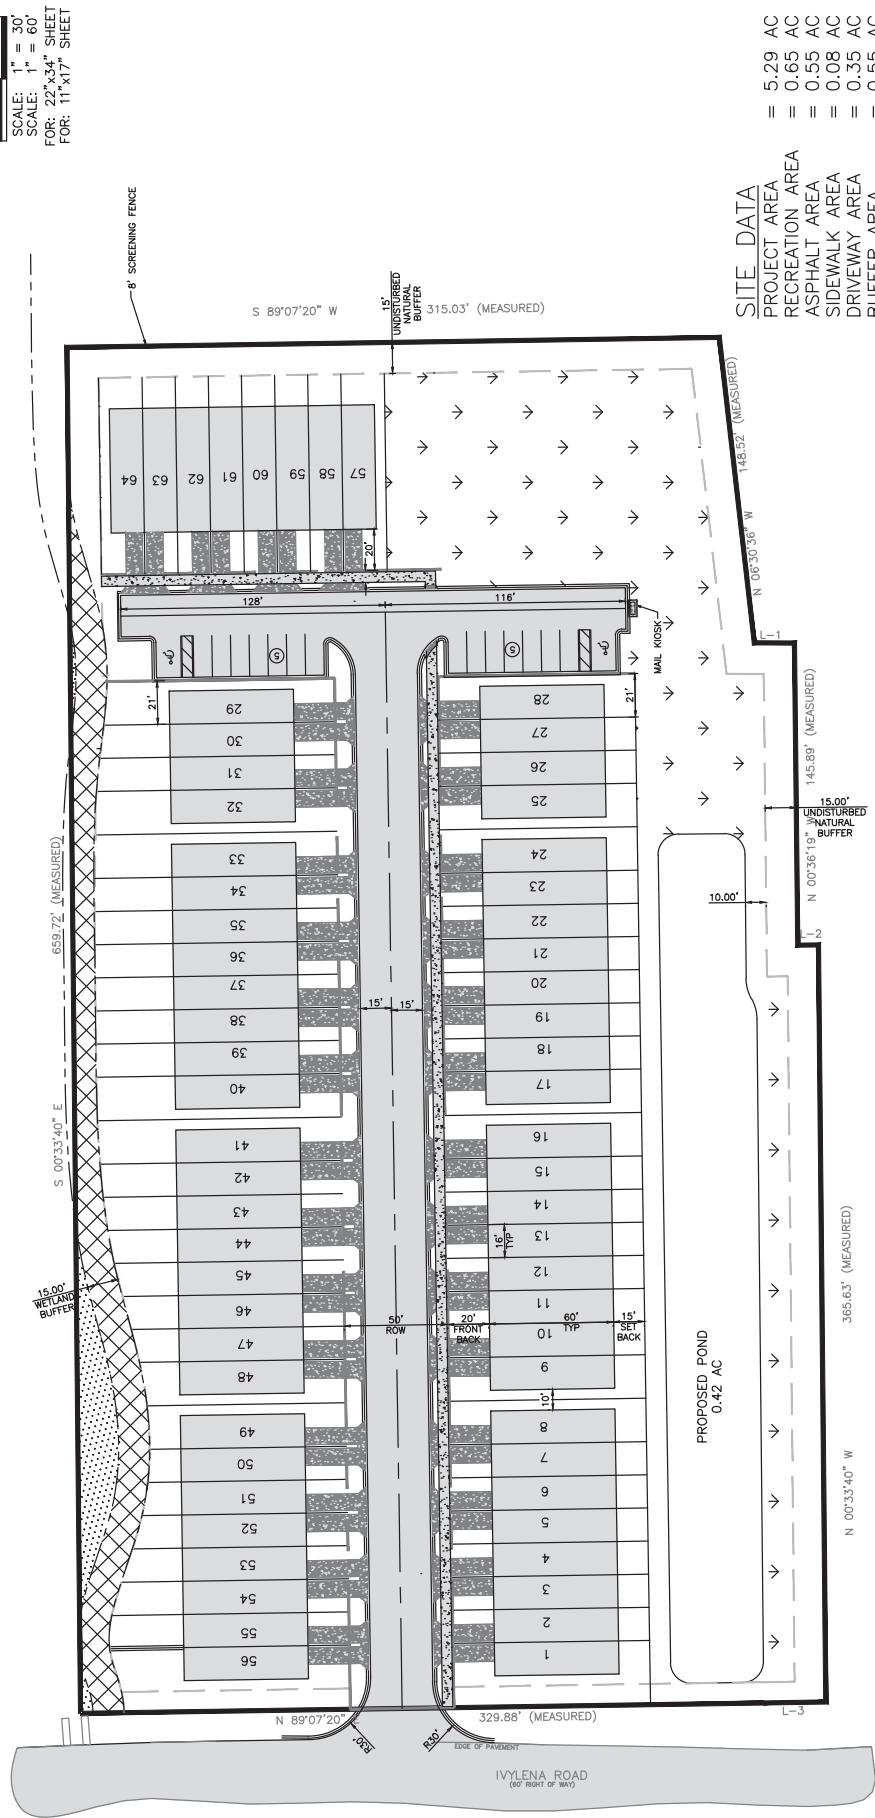 SCALE: 1" = 30'
SCALE: 1" = 60'
FOR: 22"x34" SHEET
FOR: 11"x17" SHEET
SITE DATA
PROJECT AREA = 5.29 AC
RECREATION AREA = 0.65 AC
ASPHALT AREA = 0.55 AC
SIDEWALK AREA = 0.08 AC
DRIVEWAY AREA = 0.35 AC
BUFFER AREA = 0.55 AC
8' SCREENING FENCE
S 89°07'20" W
315.03' (MEASURED)
15'
UNDISTURBED
NATURAL
BUFFER
148.52' (MEASURED)
N 06°30'36" W
64
63
62
61
60
59
58
57
20'
128'
116'
5
5
MAIL KIOSK
L-1
21'
21'
29
30
31
32
28
27
26
25
145.89' (MEASURED)
N 00°36'19" W
15.00'
UNDISTURBED
NATURAL
BUFFER
10.00'
L-2
659.72' (MEASURED)
S 00°33'40" E
33
34
35
36
37
38
39
40
24
23
22
21
20
19
18
17
15'
15'
41
42
43
44
45
46
47
48
16
15
14
13
12
11
10
9
16'
TYP
15.00'
WETLAND
BUFFER
50'
ROW
20'
FRONT
BACK
60'
TYP
15'
SET
BACK
10'
49
50
51
52
53
54
55
56
8
7
6
5
4
3
2
1
PROPOSED POND
0.42 AC
365.63' (MEASURED)
N 00°33'40" W
L-3
N 89°07'20" E
329.88' (MEASURED)
R30'
R30'
EDGE OF PAVEMENT
IVYLENA ROAD
(60' RIGHT OF WAY)